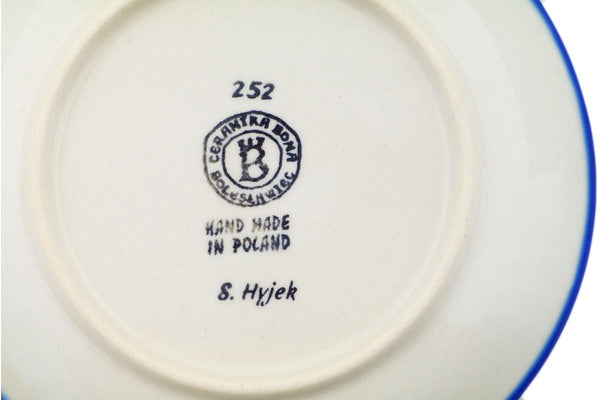 252
CERAMIKA BONA
B
BOLESŁAWIEC
HAND MADE
IN POLAND
S. Hyjek